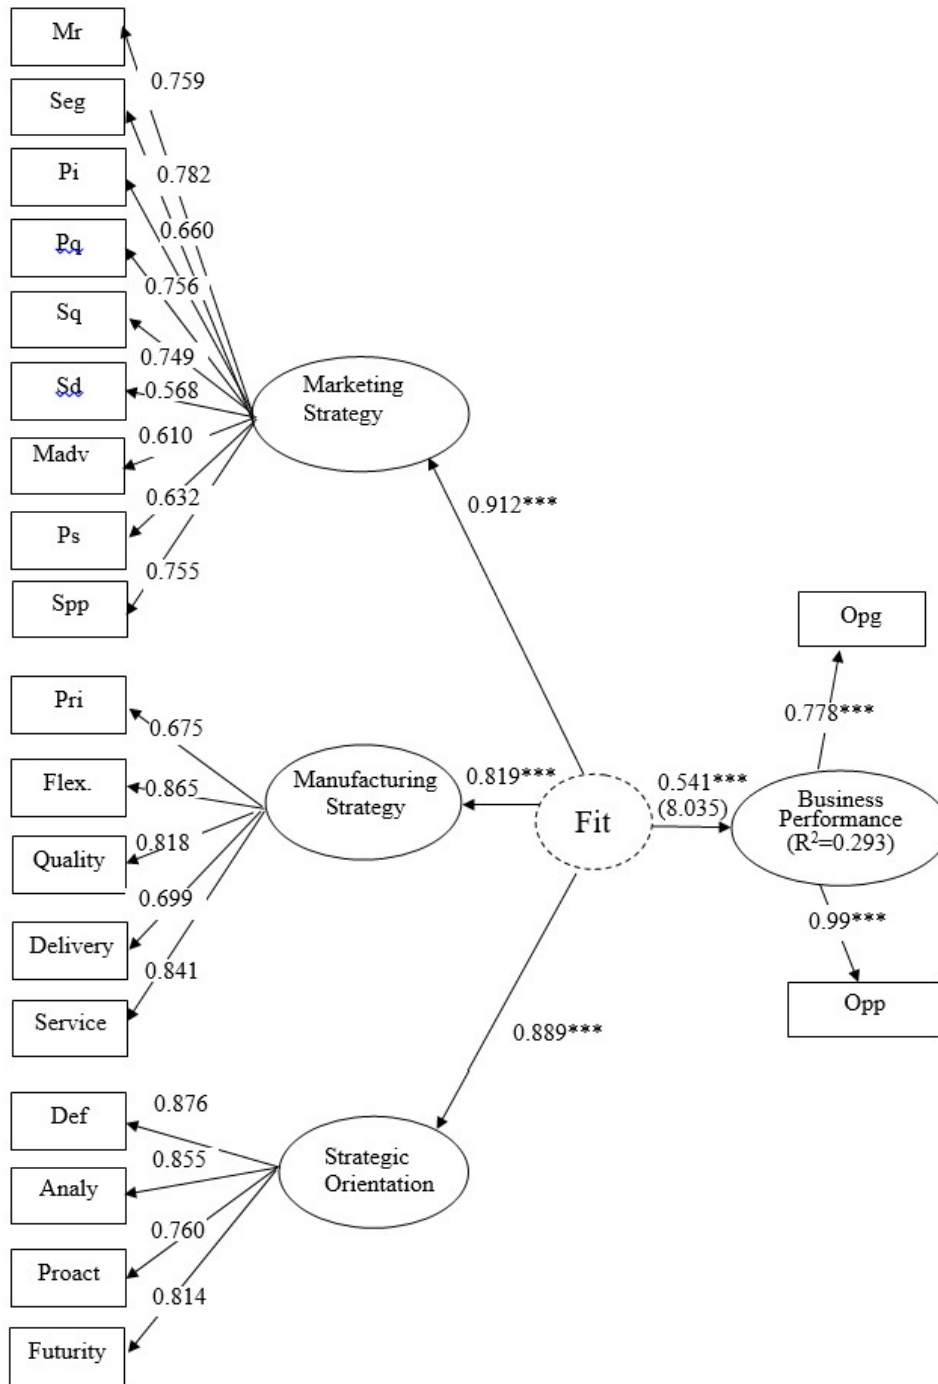 Mr
0.759
Seg
0.782
Pi
0.660
Pq
0.756
Sq
0.749
Sd
0.568
Marketing
Strategy
Madv
0.610
0.632
0.912***
Ps
0.755
Spp
Opg
Pri
0.675
0.778***
Flex.
0.865
Manufacturing
Strategy
0.819***
Fit
0.541***
(8.035)
Business
Performance
(R²=0.293)
0.818
Quality
0.699
0.99***
Delivery
0.841
Opp
Service
0.889***
Def
0.876
0.855
Strategic
Orientation
Analy
0.760
Proact
0.814
Futurity